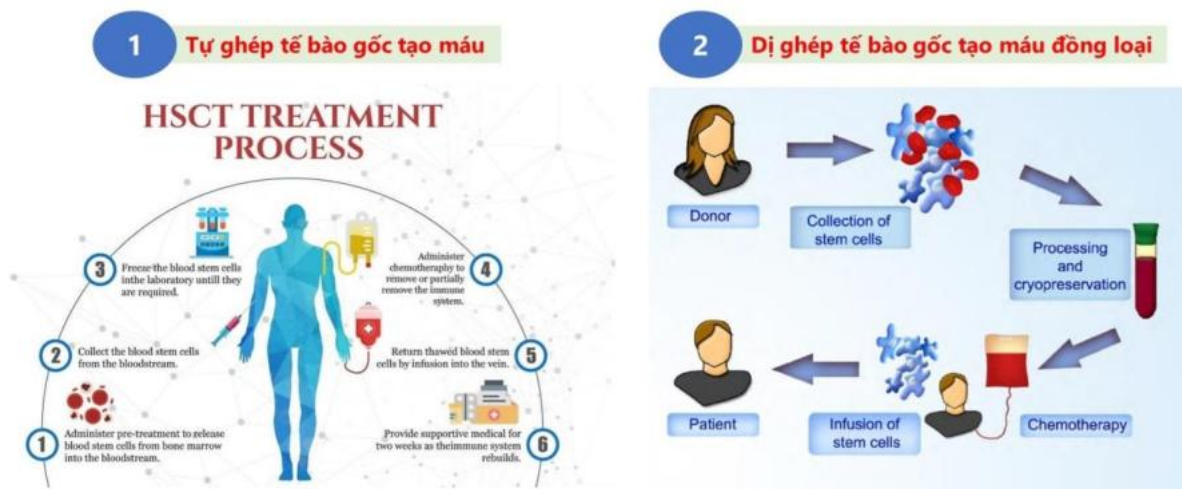 1
Tự ghép tế bào gốc tạo máu
HSCT TREATMENT
PROCESS
3
Freeze the blood stem cells
inthe laboratory untill they
are required.
Administer
chemotheraphy to
remove or partially
remove the immune
system.
4
2
Collect the blood stem cells
from the bloodstream.
Return thawed blood stem
cells by infusion into the vein.
5
1
Administer pre-treatment to release
blood stem cells from bone marrow
into the bloodstream.
Provide supportive medical for
two weeks as theimmune system
rebuilds.
6
2
Dị ghép tế bào gốc tạo máu đồng loại
Donor
Collection of
stem cells
Processing
and
cryopreservation
Patient
Infusion of
stem cells
Chemotherapy